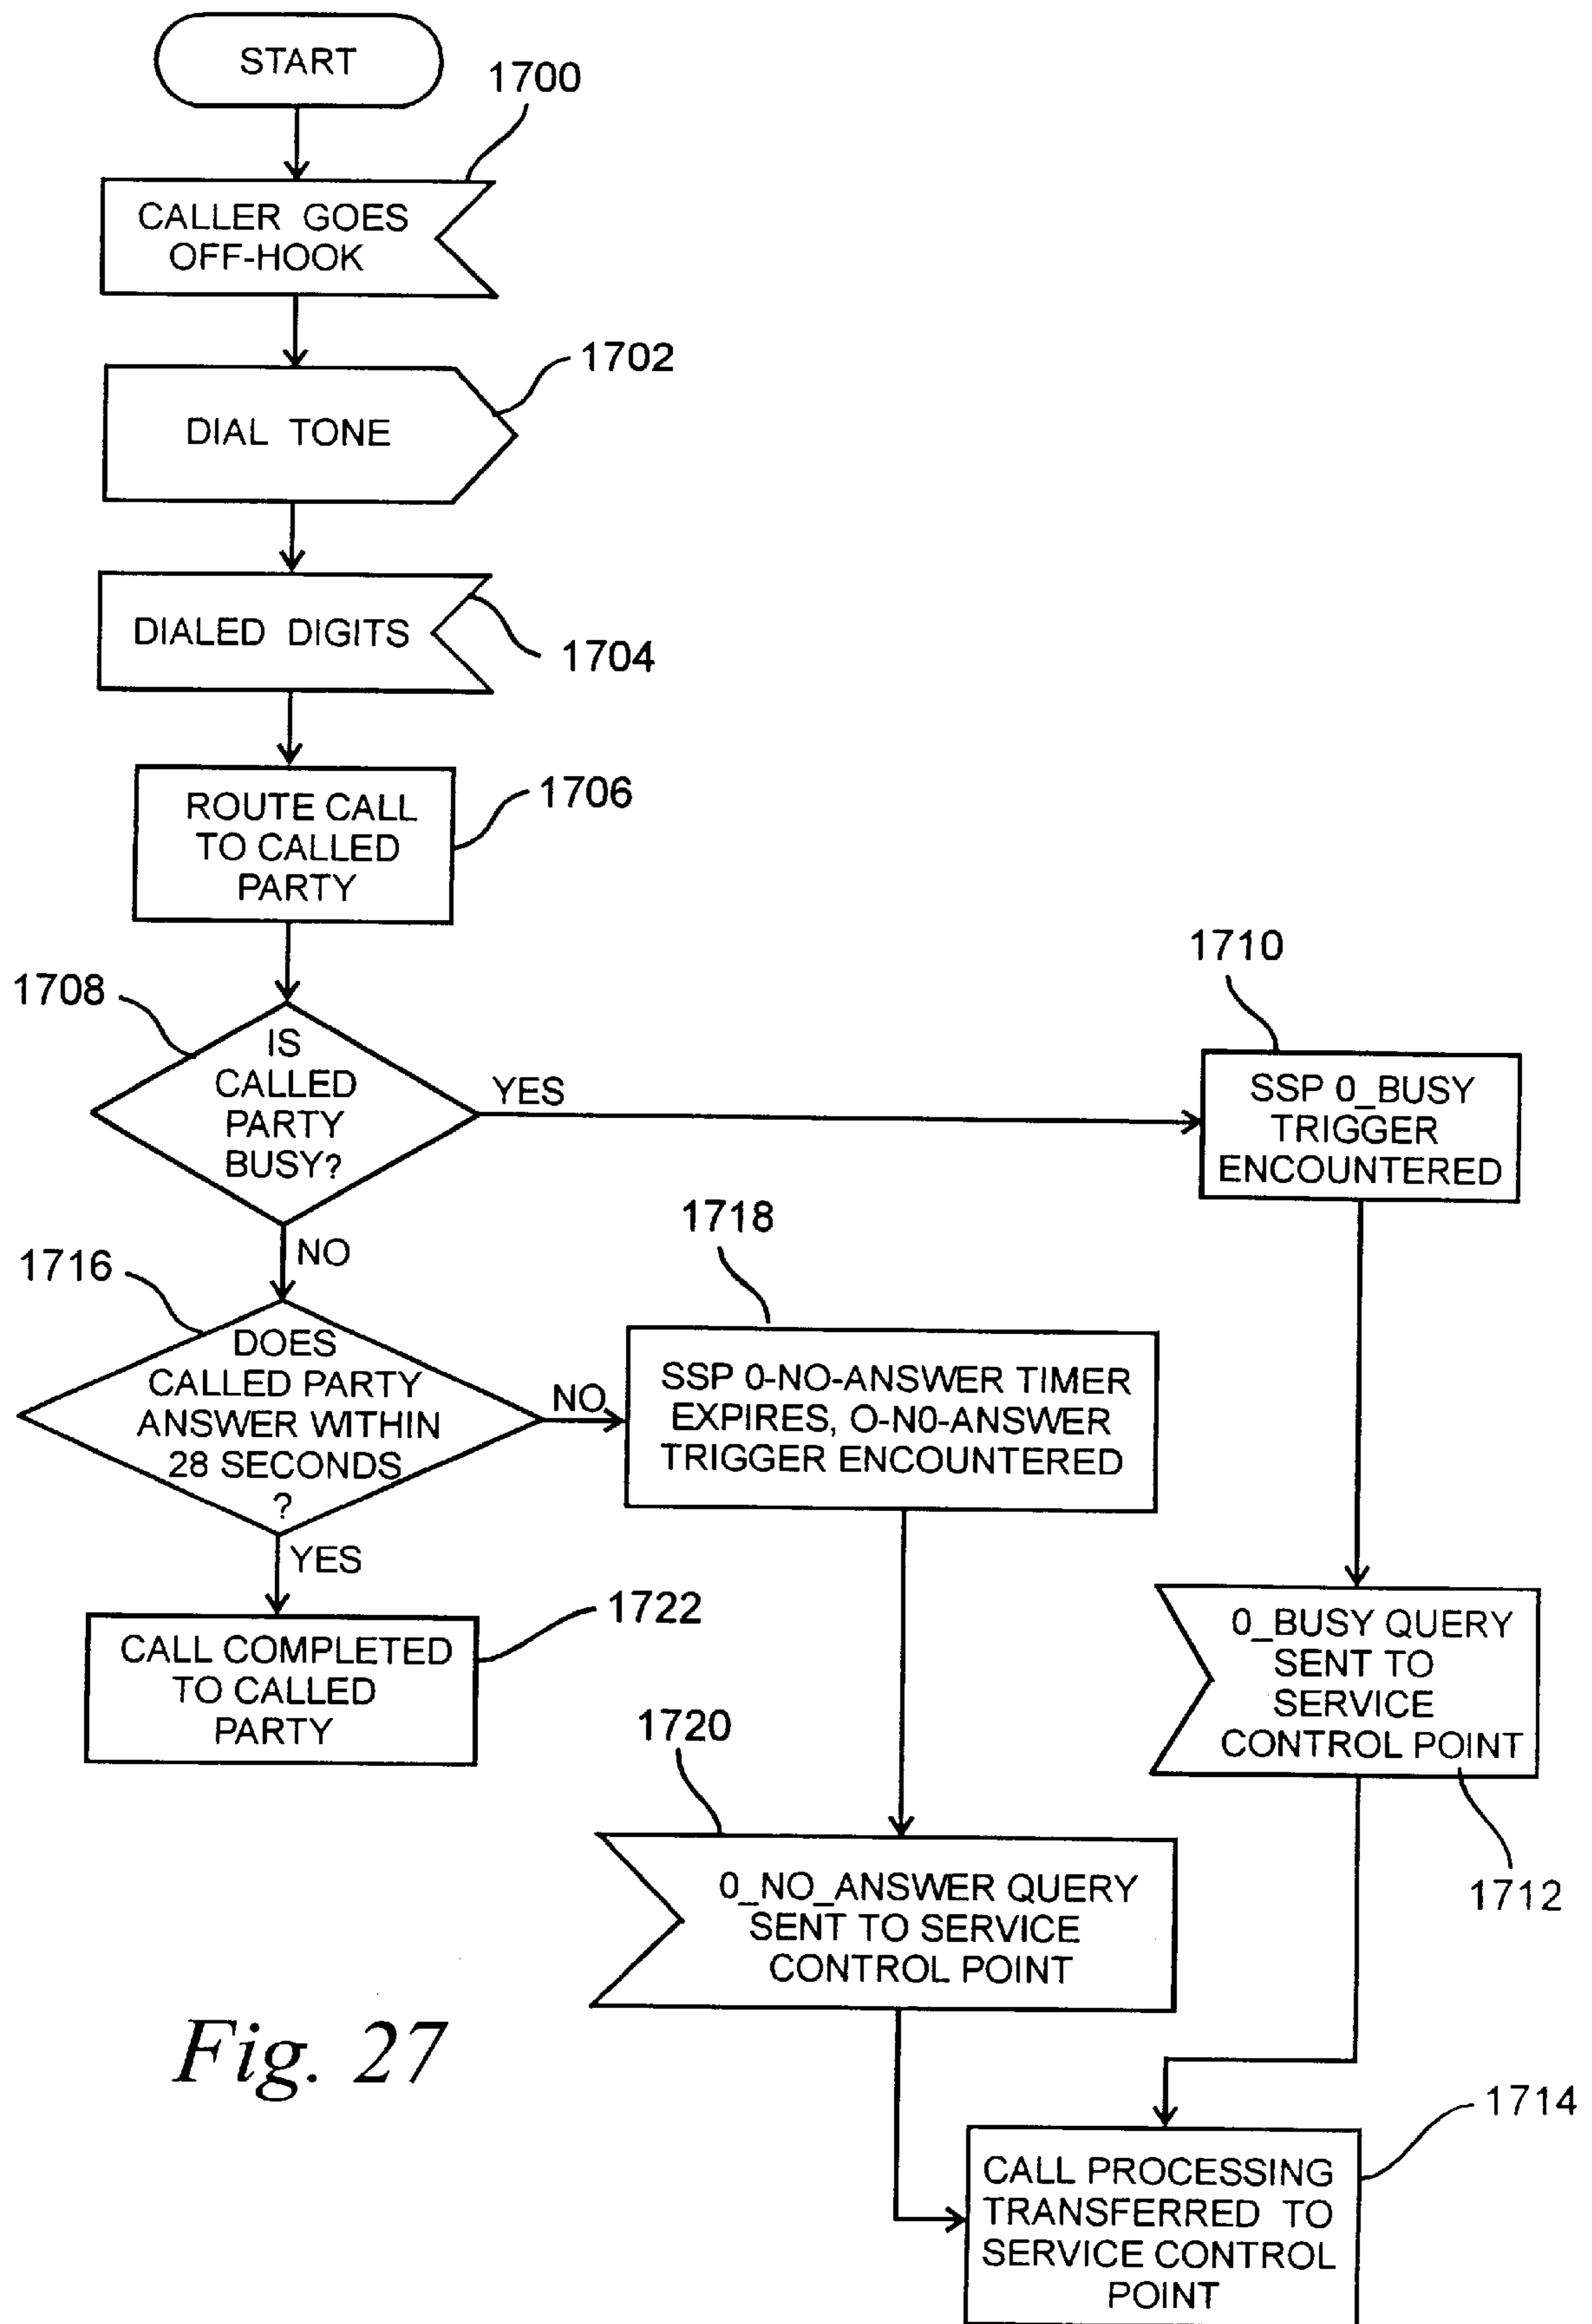 START
1700
CALLER GOES
OFF-HOOK
1702
DIAL TONE
DIALED DIGITS
1704
ROUTE CALL
TO CALLED
PARTY
1706
1708
IS
CALLED
PARTY
BUSY?
YES
1710
SSP 0_BUSY
TRIGGER
ENCOUNTERED
NO
1716
DOES
CALLED PARTY
ANSWER WITHIN
28 SECONDS
?
NO
1718
SSP 0-NO-ANSWER TIMER
EXPIRES, O-N0-ANSWER
TRIGGER ENCOUNTERED
YES
1722
CALL COMPLETED
TO CALLED
PARTY
0_BUSY QUERY
SENT TO
SERVICE
CONTROL POINT
1712
1720
0_NO_ANSWER QUERY
SENT TO SERVICE
CONTROL POINT
Fig. 27
1714
CALL PROCESSING
TRANSFERRED TO
SERVICE CONTROL
POINT